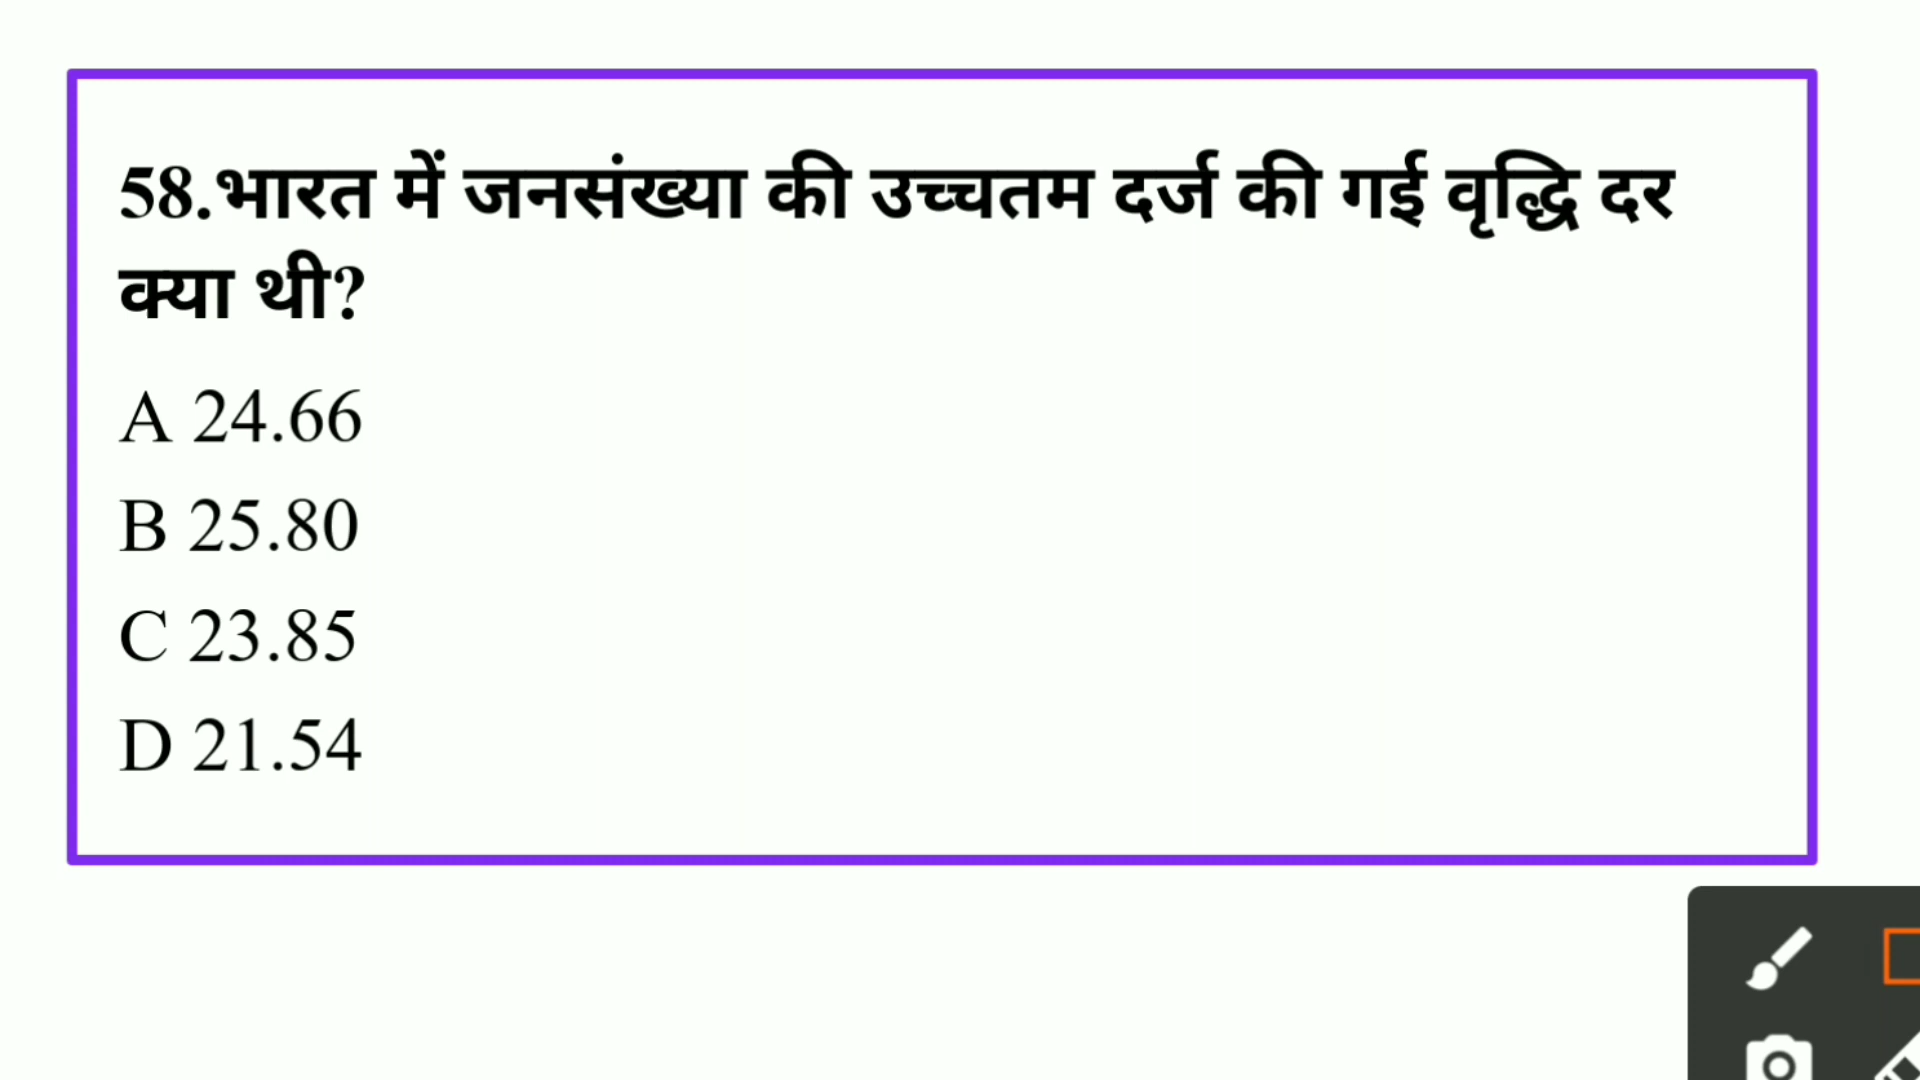 58.भारत में जनसंख्या की उच्चतम दर्ज की गई वृद्धि दर
क्या थी?
A 24.66
B 25.80
C 23.85
D 21.54